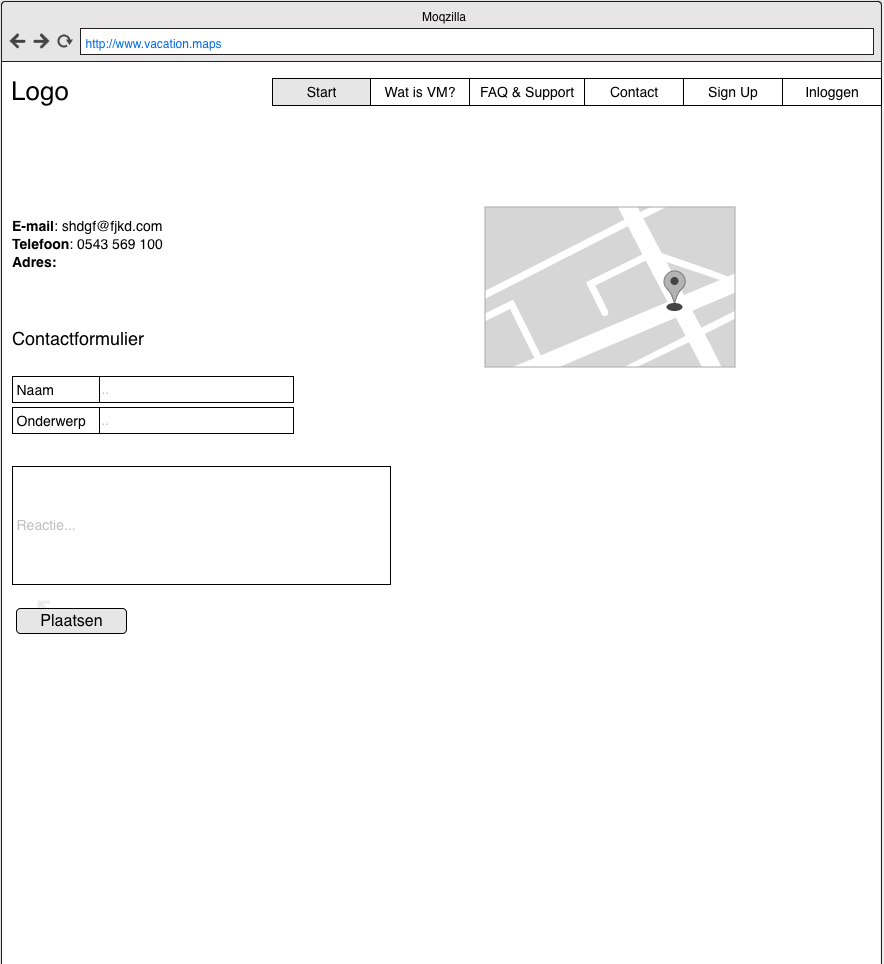 Moqzilla
http://www.vacation.maps
Logo
Start
Wat is VM?
FAQ & Support
Contact
Sign Up
Inloggen
E-mail: shdgf@fjkd.com
Telefoon: 0543 569 100
Adres:
Contactformulier
Naam ..
Onderwerp ..
Reactie...
Plaatsen